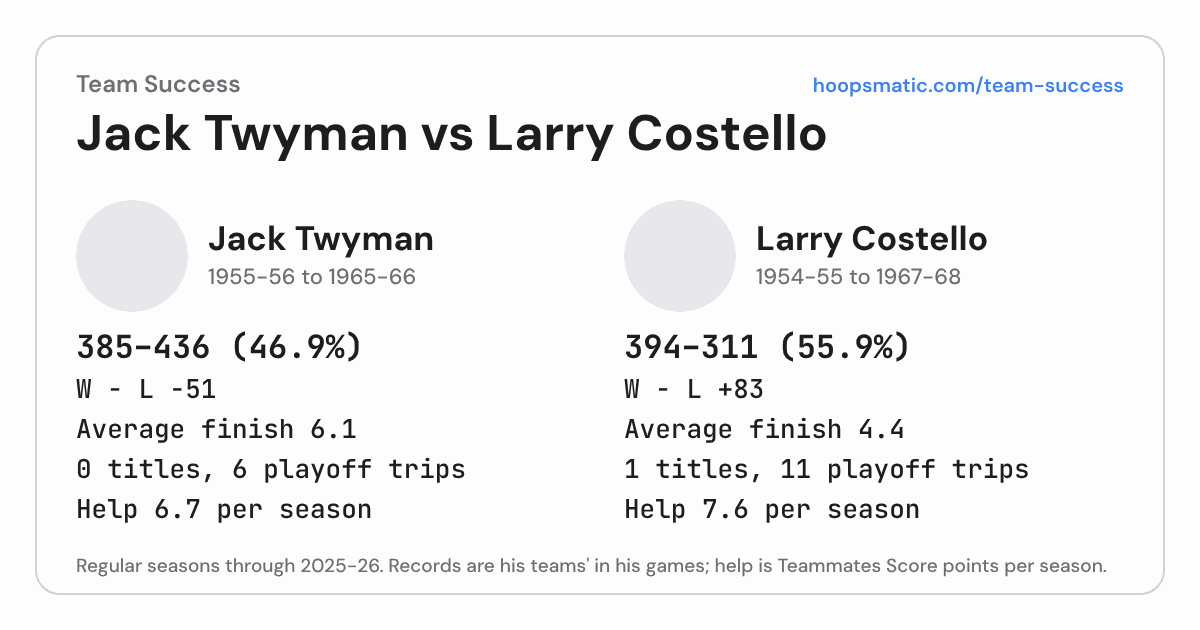 Team Success
hoopsmatic.com/team-success
Jack Twyman vs Larry Costello
Jack Twyman
1955-56 to 1965-66
385-436 (46.9%)
W - L -51
Average finish 6.1
0 titles, 6 playoff trips
Help 6.7 per season
Larry Costello
1954-55 to 1967-68
394-311 (55.9%)
W - L +83
Average finish 4.4
1 titles, 11 playoff trips
Help 7.6 per season
Regular seasons through 2025-26. Records are his teams' in his games; help is Teammates Score points per season.